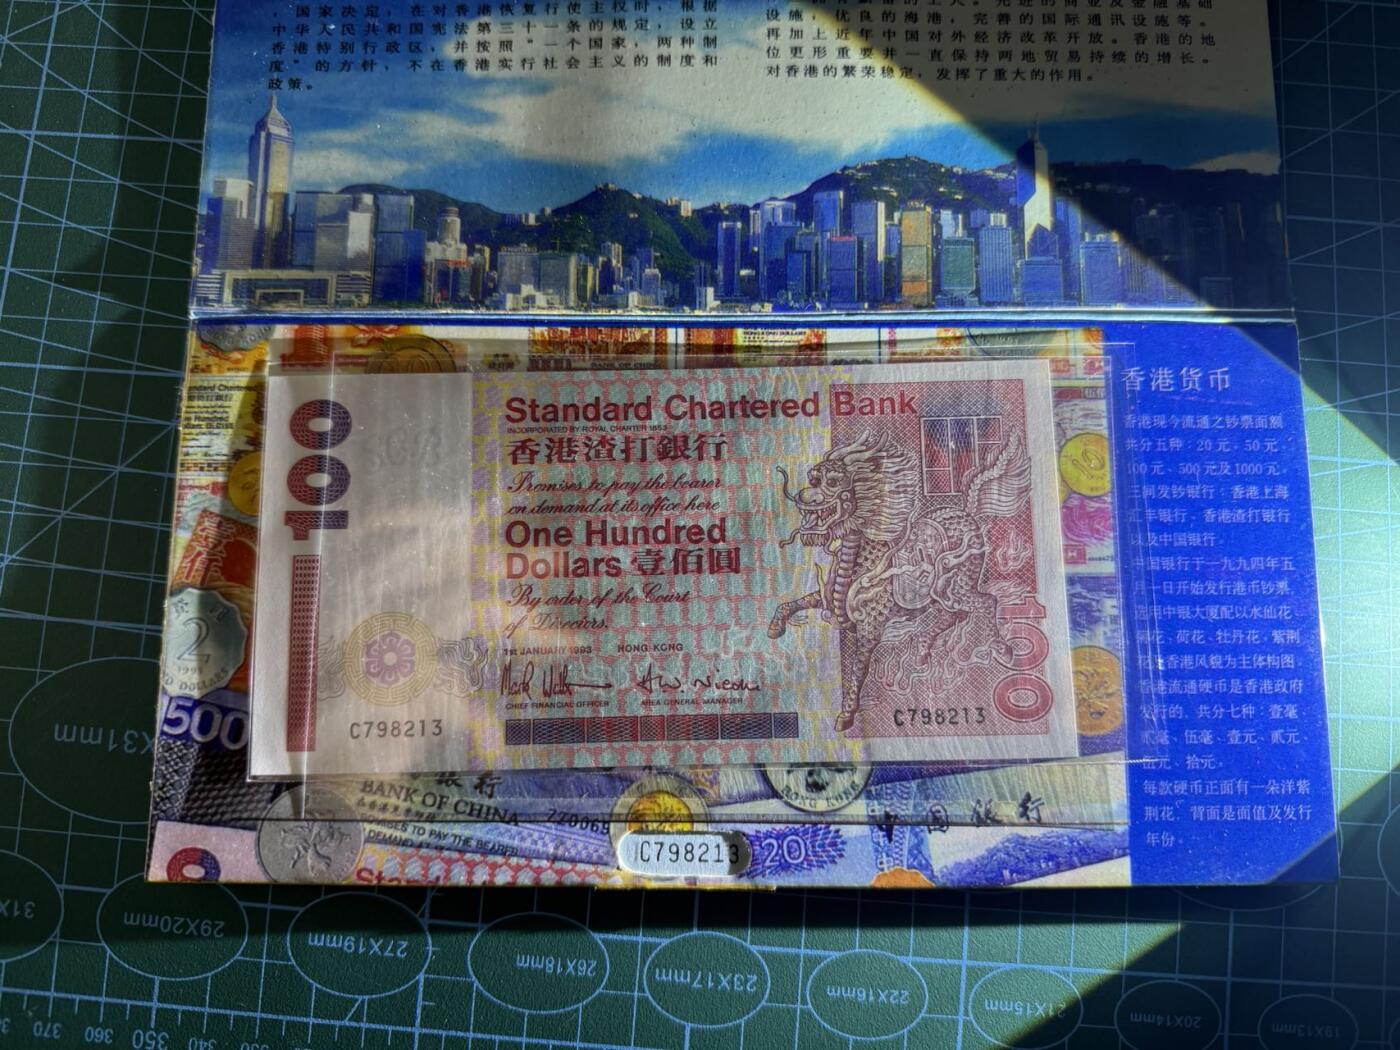 ，国家决定，在对香港恢复行使主权时，根据
中华人民共和国宪法第三十一条的规定，设立
香港特别行政区，并按照“一个国家，两种制
度”的方针，不在香港实行社会主义的制度和
政策。
设施，优良的海港，完善的国际通讯设施等。
再加上近年中国对外经济改革开放。香港的地
位更形重要并一直保持两地贸易持续的增长。
对香港的繁荣稳定，发挥了重大的作用。
100
Standard Chartered Bank
INCORPORATED BY ROYAL CHARTER 1853
香港渣打銀行
Promises to pay the bearer
on demand at its office here
One Hundred
Dollars 壹佰圓
By order of the Court
of Directors.
1st JANUARY 1993 HONG KONG
CHIEF FINANCIAL OFFICER AREA GENERAL MANAGER
C798213
C798213
100
香港货币
香港现今流通之钞票面额
共分五种：20元、50元、
100元、500元及1000元。
三间发钞银行：香港上海
汇丰银行、香港渣打银行
以及中国银行。
中国银行于一九九四年五
月一日开始发行港币钞票，
选用中银大厦配以水仙花、
菊花、荷花、牡丹花、紫荆
花及香港风貌为主体构图。
香港流通硬币是香港政府
发行的，共分七种：壹毫、
贰毫、伍毫、壹元、贰元、
伍元、拾元。
每款硬币正面有一朵洋紫
荆花，背面是面值及发行
年份。
2
500
银行
BANK OF CHINA
PROMISES TO PAY THE BEARER
HONG KONG
中国银行
C798213
20
31mm
31X
29X20mm
27X19mm
26X18mm
23X17mm
22X16mm
21X15mm
20X14mm
19X13mm
370 360 350 340